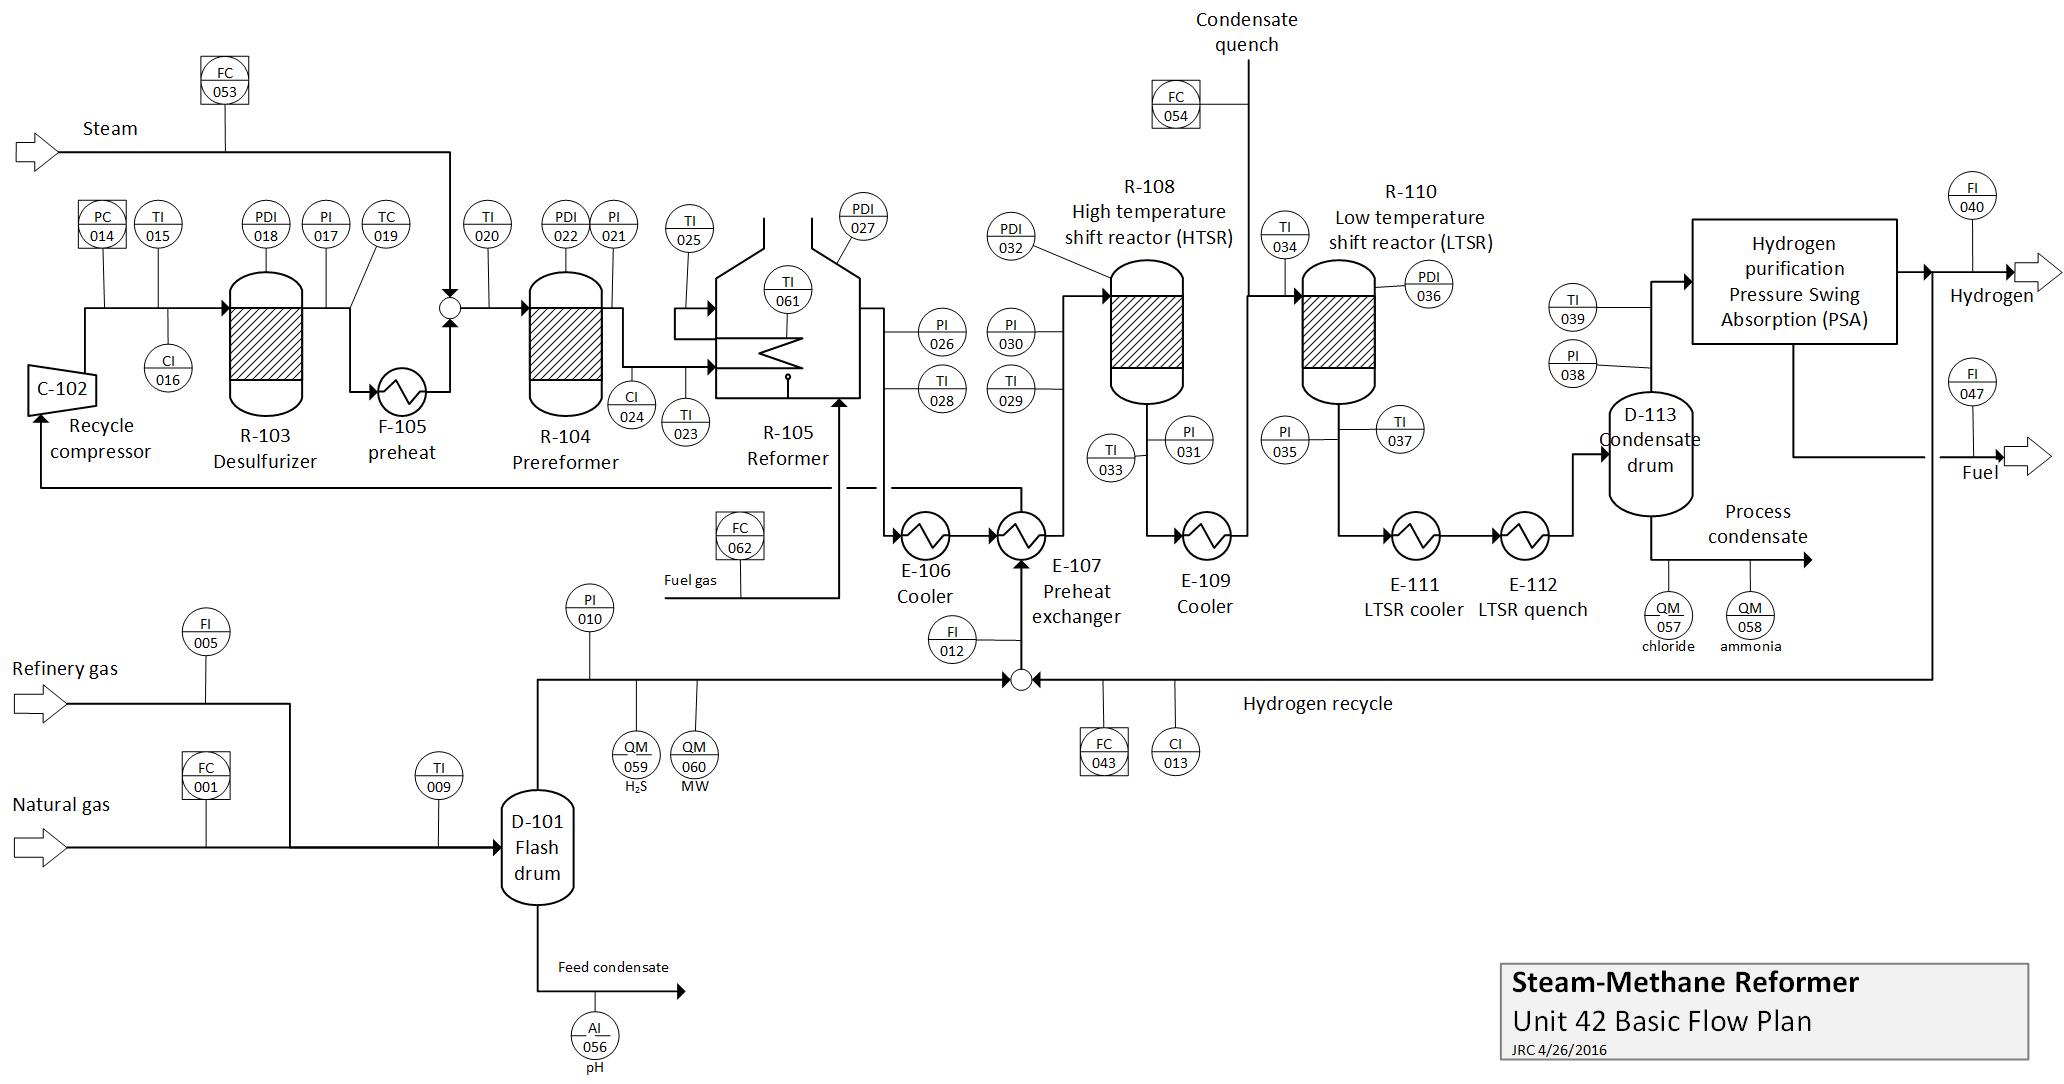 Condensate
quench
FC
053
FC
054
Steam
R-108
High temperature
shift reactor (HTSR)
R-110
Low temperature
shift reactor (LTSR)
PC
014
TI
015
PDI
018
PI
017
TC
019
TI
020
PDI
022
PI
021
TI
025
PDI
027
PDI
032
TI
034
PDI
036
FI
040
Hydrogen
purification
Pressure Swing
Absorption (PSA)
Hydrogen
TI
061
TI
039
CI
016
PI
026
PI
030
PI
038
FI
047
C-102
Recycle
compressor
CI
024
TI
023
TI
028
TI
029
D-113
Condensate
drum
R-103
Desulfurizer
F-105
preheat
R-104
Prereformer
R-105
Reformer
TI
033
PI
031
PI
035
TI
037
Fuel
FC
062
Process
condensate
Fuel gas
E-106
Cooler
E-107
Preheat
exchanger
E-109
Cooler
E-111
LTSR cooler
E-112
LTSR quench
PI
010
FI
012
QM
057
chloride
QM
058
ammonia
FI
005
Refinery gas
Hydrogen recycle
QM
059
H₂S
QM
060
MW
FC
043
CI
013
FC
001
TI
009
Natural gas
D-101
Flash
drum
Feed condensate
AI
056
pH
Steam-Methane Reformer
Unit 42 Basic Flow Plan
JRC 4/26/2016